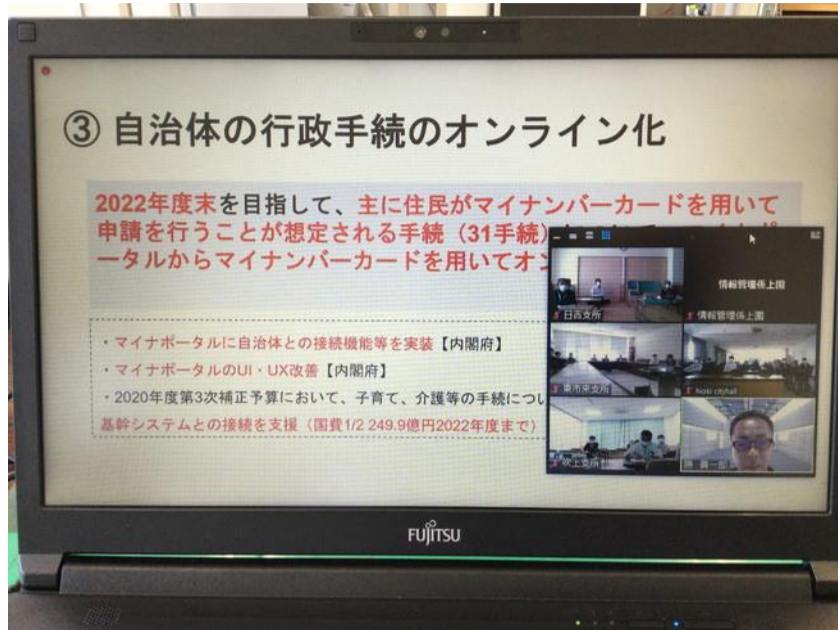 ③ 自治体の行政手続のオンライン化
2022年度末を目指して、主に住民がマイナンバーカードを用いて
申請を行うことが想定される手続（31手続）
ータルからマイナンバーカードを用いてオン
・マイナポータルに自治体との接続機能等を実装【内閣府】
・マイナポータルのUI・UX改善【内閣府】
・2020年度第3次補正予算において、子育て、介護等の手続につい
基幹システムとの接続を支援（国費1/2 249.9億円2022年度まで）
情報管理係上園
日吉支所
情報管理係上園
東市来支所
hioki cityhall
吹上支所
眞一郎
FUJITSU